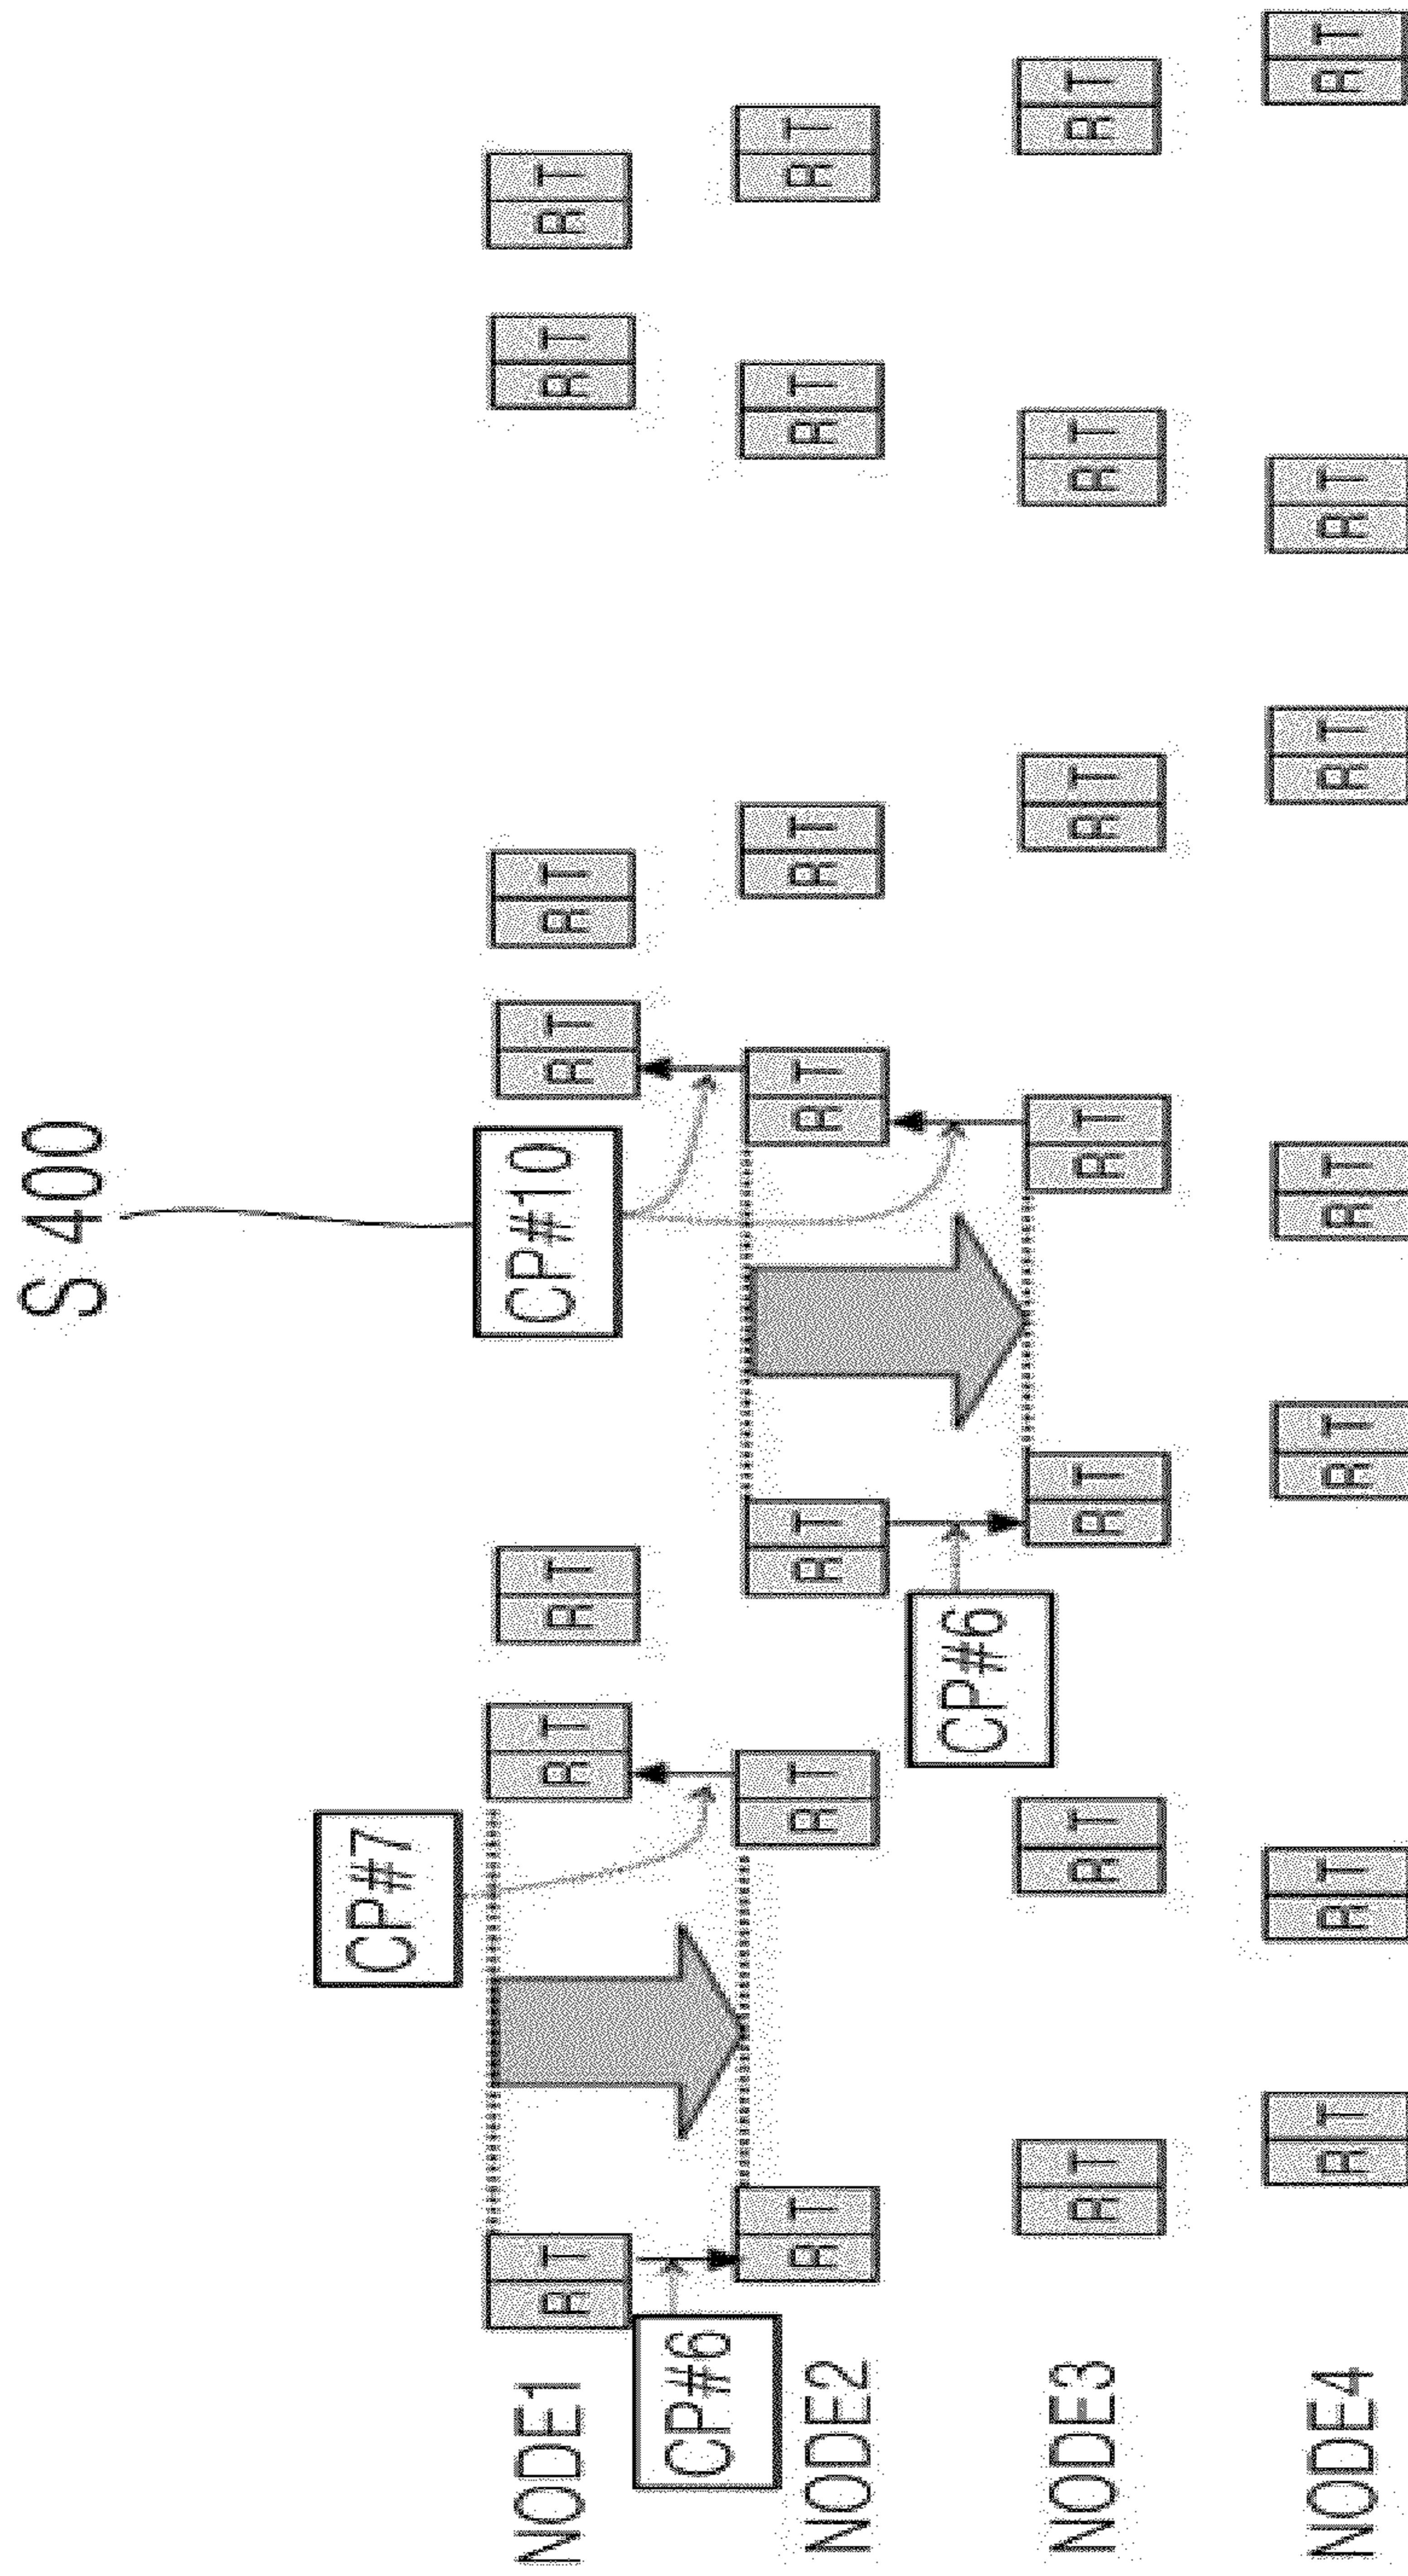 S 400
CP#7
CP#10
NODE1 R T R T R T R T R T R T R T
CP#6
NODE2 R T R T R T R T R T R T R T
CP#6
NODE3 R T R T R T R T R T R T R T
NODE4 R T R T R T R T R T R T R T